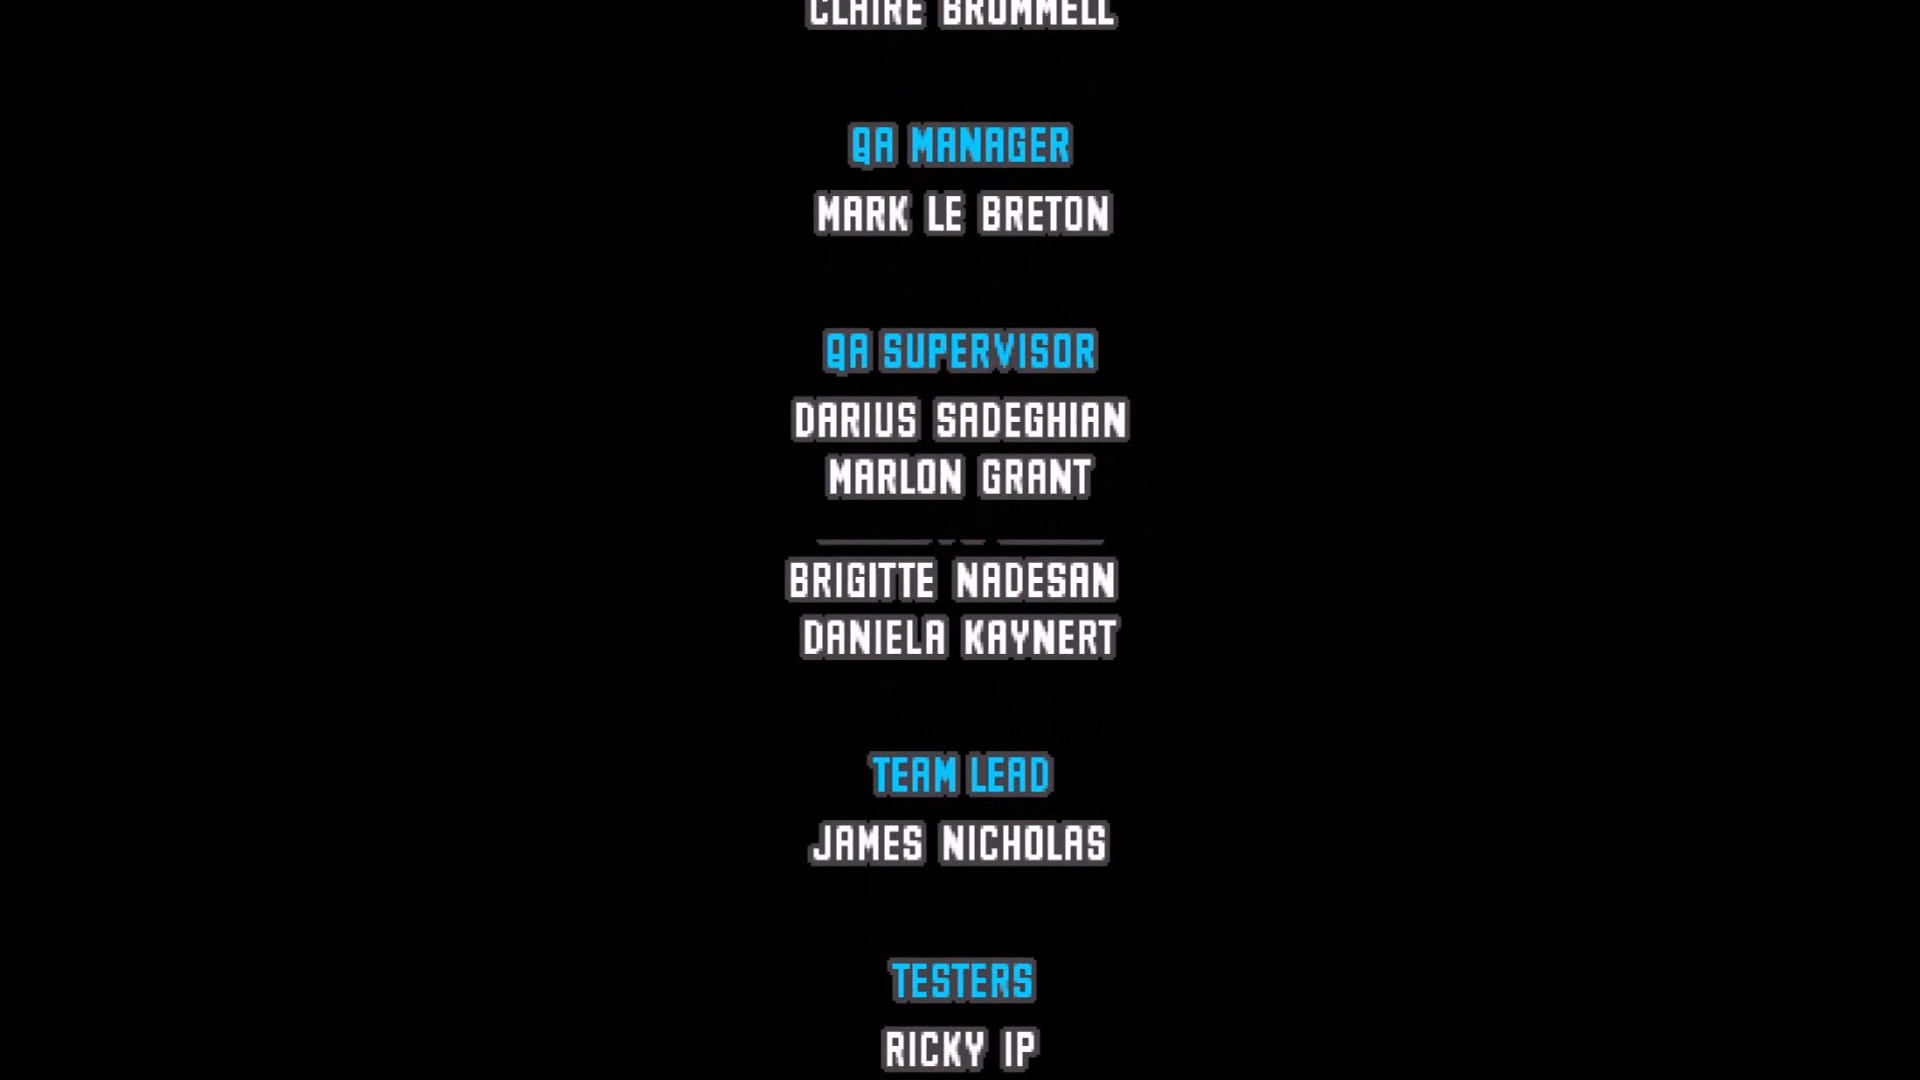 CLAIRE BRUMMELL
QA MANAGER
MARK LE BRETON
QA SUPERVISOR
DARIUS SADEGHIAN
MARLON GRANT
BRIGITTE NADESAN
DANIELA KAYNERT
TEAM LEAD
JAMES NICHOLAS
TESTERS
RICKY IP